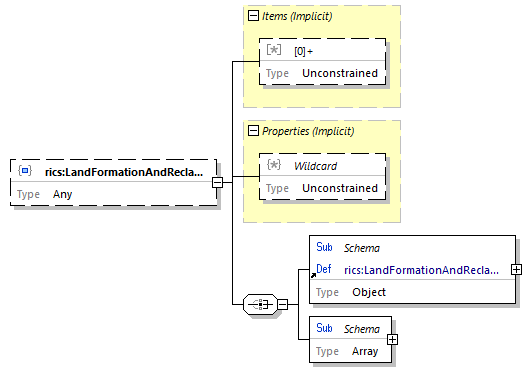 Items (Implicit)
[*] [0]+
Type Unconstrained
Properties (Implicit)
{*} Wildcard
Type Unconstrained
rics:LandFormationAndRecla...
Type Any
Sub Schema
Def rics:LandFormationAndRecla...
Type Object
Sub Schema
Type Array